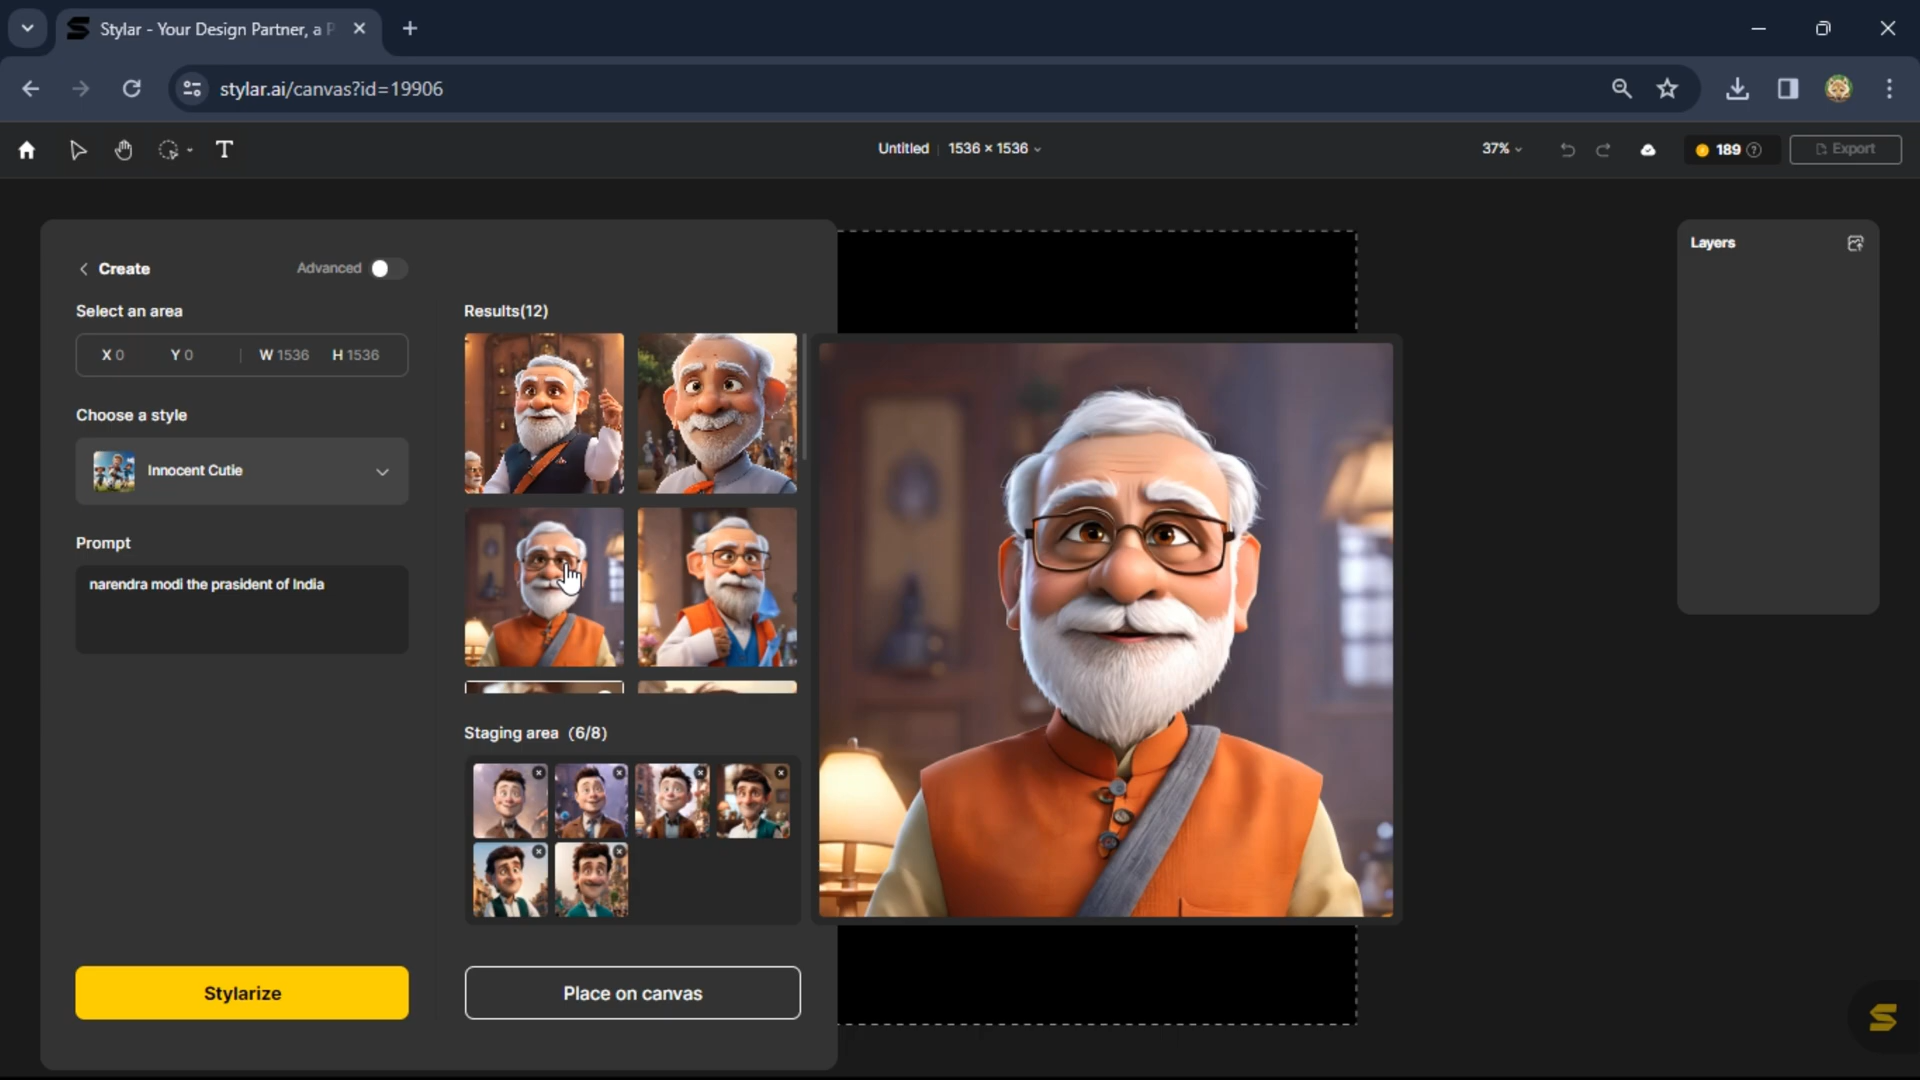 Stylar - Your Design Partner, a P
stylar.ai/canvas?id=19906
T
Untitled
1536 × 1536
37%
189
Export
Create
Advanced
Select an area
X 0 Y 0 W 1536 H 1536
Choose a style
Innocent Cutie
Prompt
narendra modi the prasident of India
Stylarize
Results(12)
Staging area (6/8)
Place on canvas
Layers